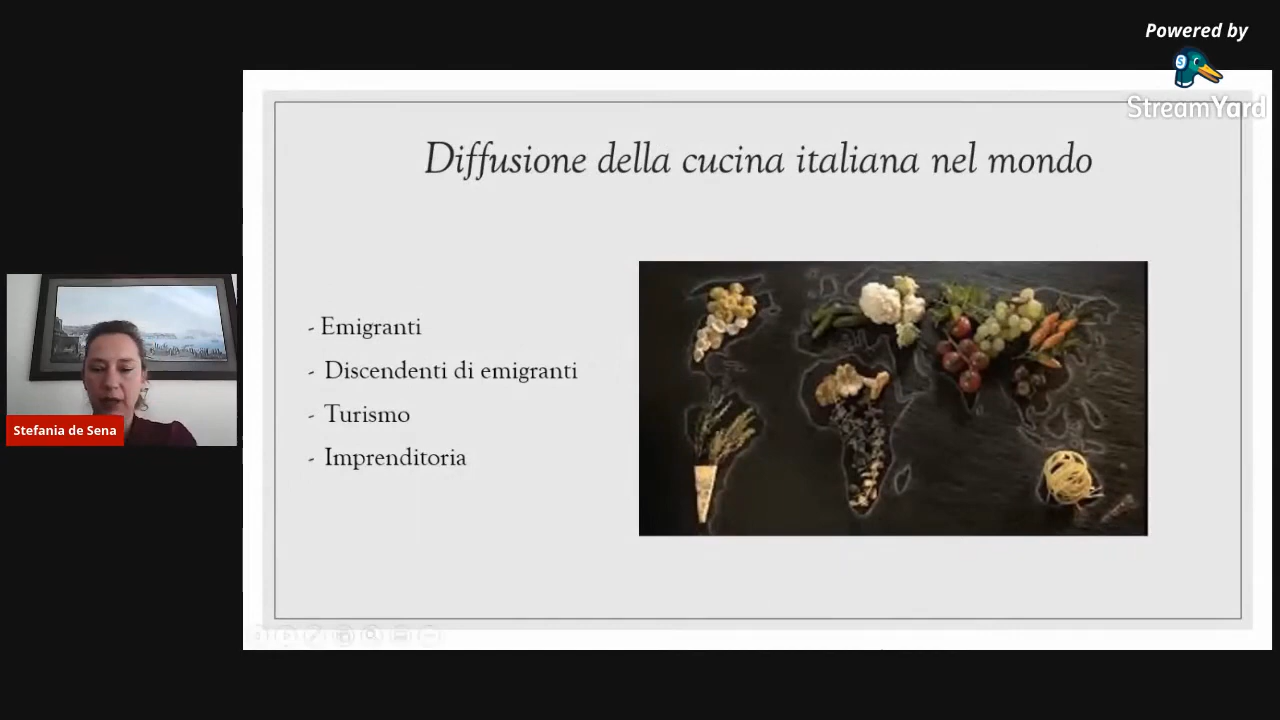 Powered by
StreamYard
Diffusione della cucina italiana nel mondo
- Emigranti
- Discendenti di emigranti
- Turismo
- Imprenditoria
Stefania de Sena